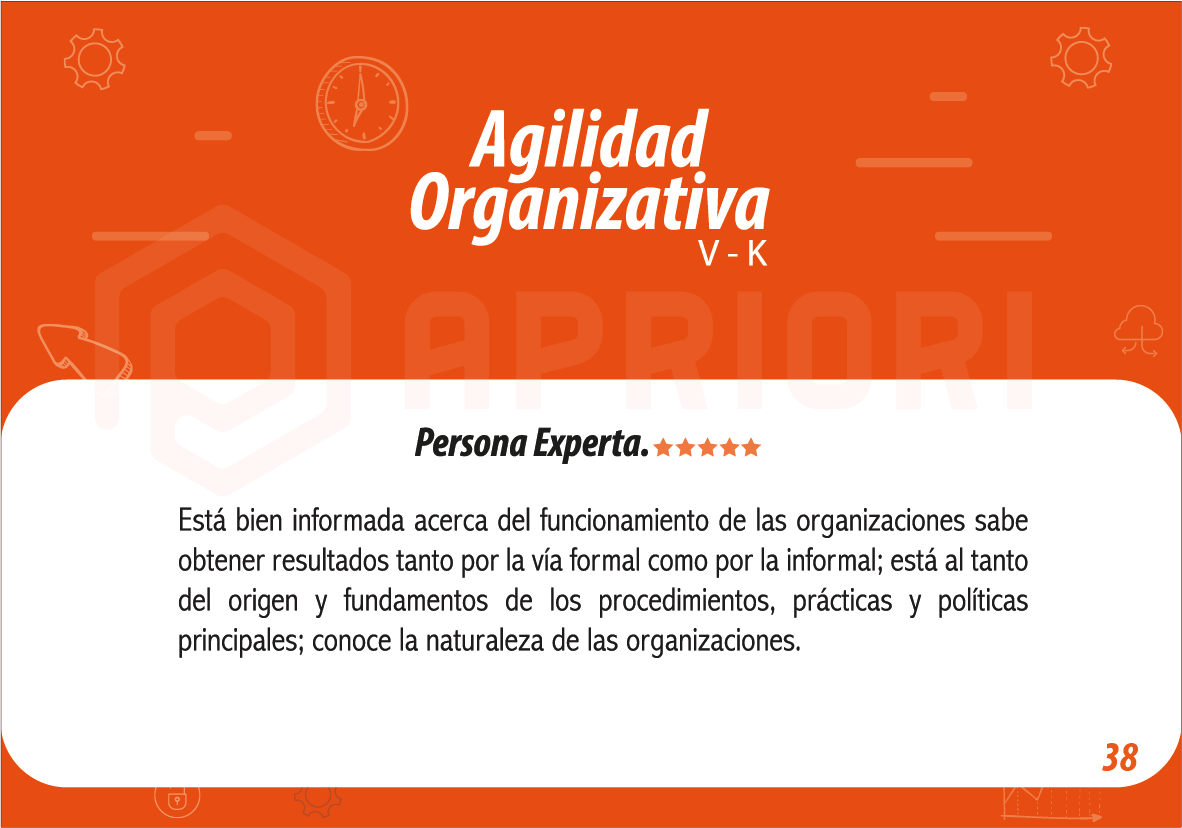 Agilidad
Organizativa
V - K
APRIORI
Persona Experta.
Está bien informada acerca del funcionamiento de las organizaciones sabe
obtener resultados tanto por la vía formal como por la informal; está al tanto
del origen y fundamentos de los procedimientos, prácticas y políticas
principales; conoce la naturaleza de las organizaciones.
38